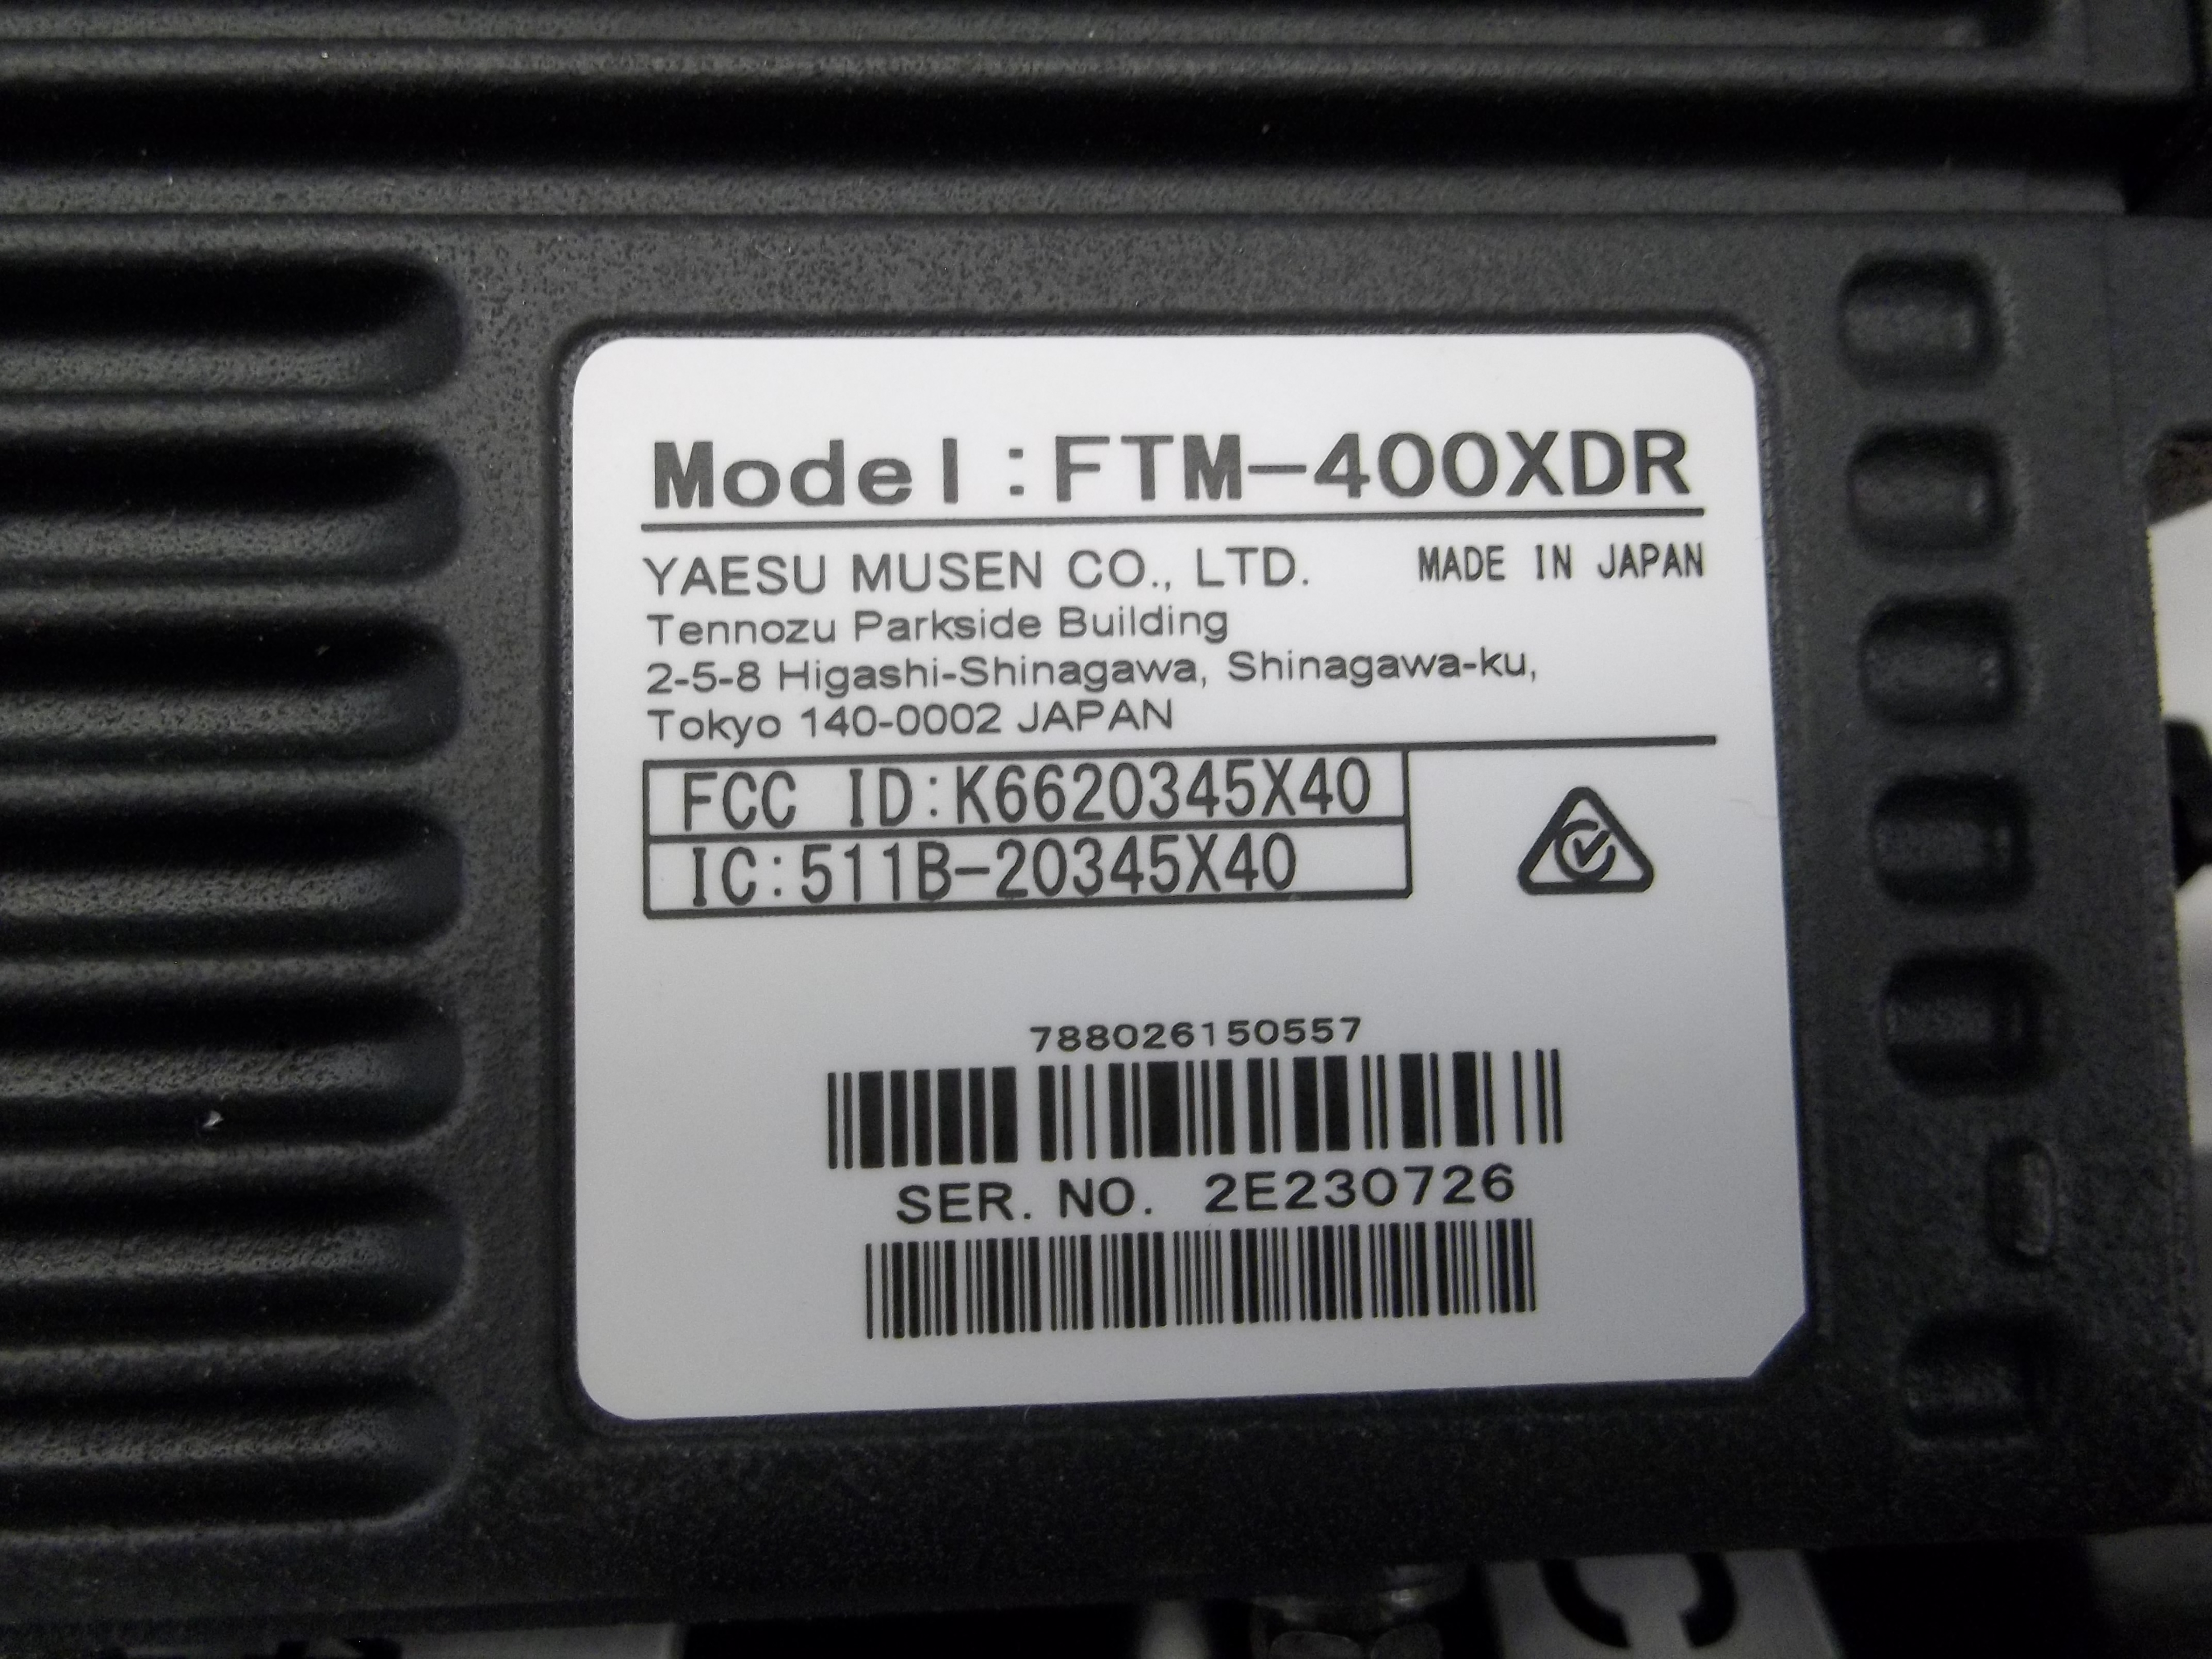 Model:FTM-400XDR
YAESU MUSEN CO., LTD. MADE IN JAPAN
Tennozu Parkside Building
2-5-8 Higashi-Shinagawa, Shinagawa-ku,
Tokyo 140-0002 JAPAN
FCC ID:K6620345X40
IC:511B-20345X40
788026150557
SER. NO. 2E230726